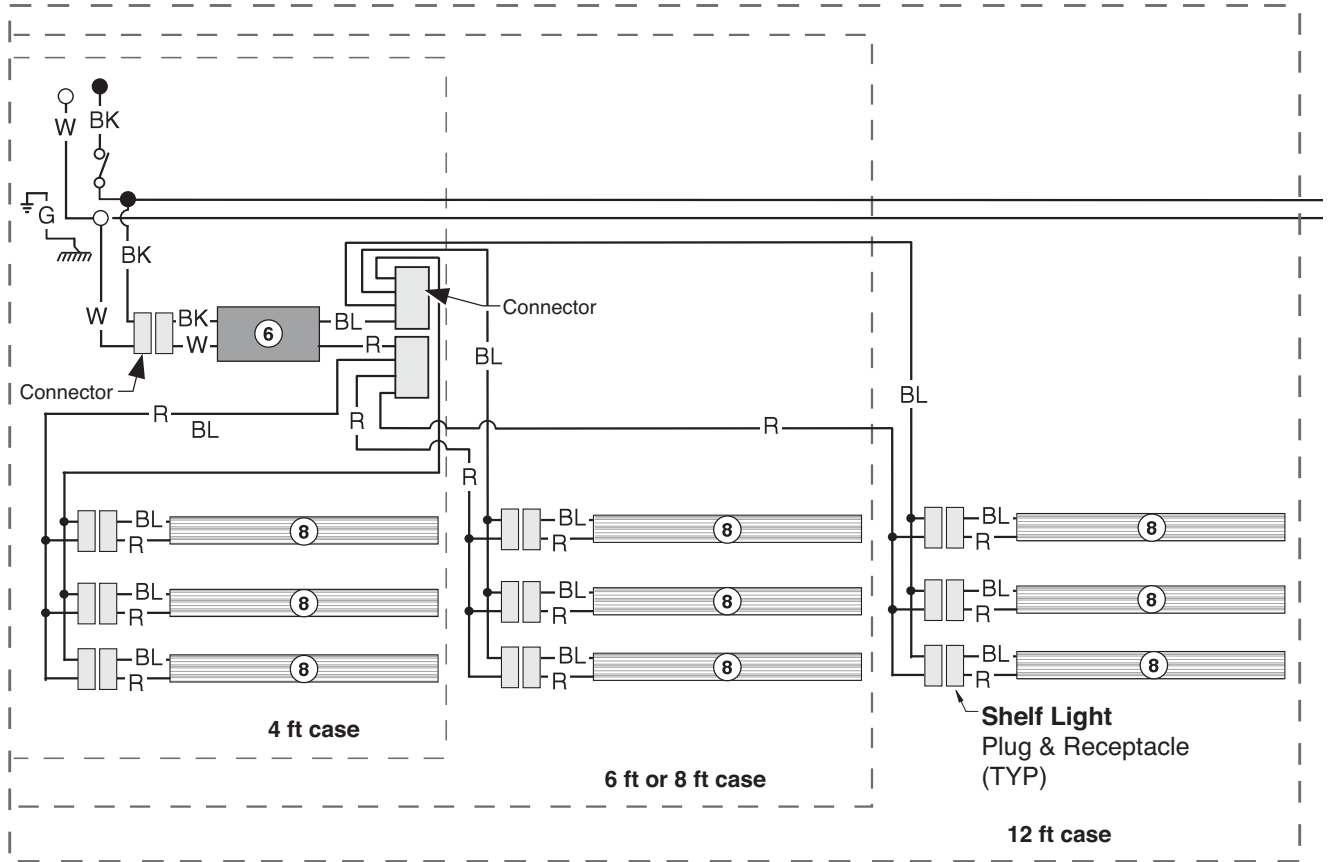 W
BK
G
BK
W
BK
W
6
BL
R
Connector
Connector
BL
BL
R
BL
R
R
R
BL
R
8
BL
R
8
BL
R
8
BL
R
8
BL
R
8
BL
R
8
BL
R
8
BL
R
8
BL
R
8
4 ft case
6 ft or 8 ft case
Shelf Light
Plug & Receptacle
(TYP)
12 ft case